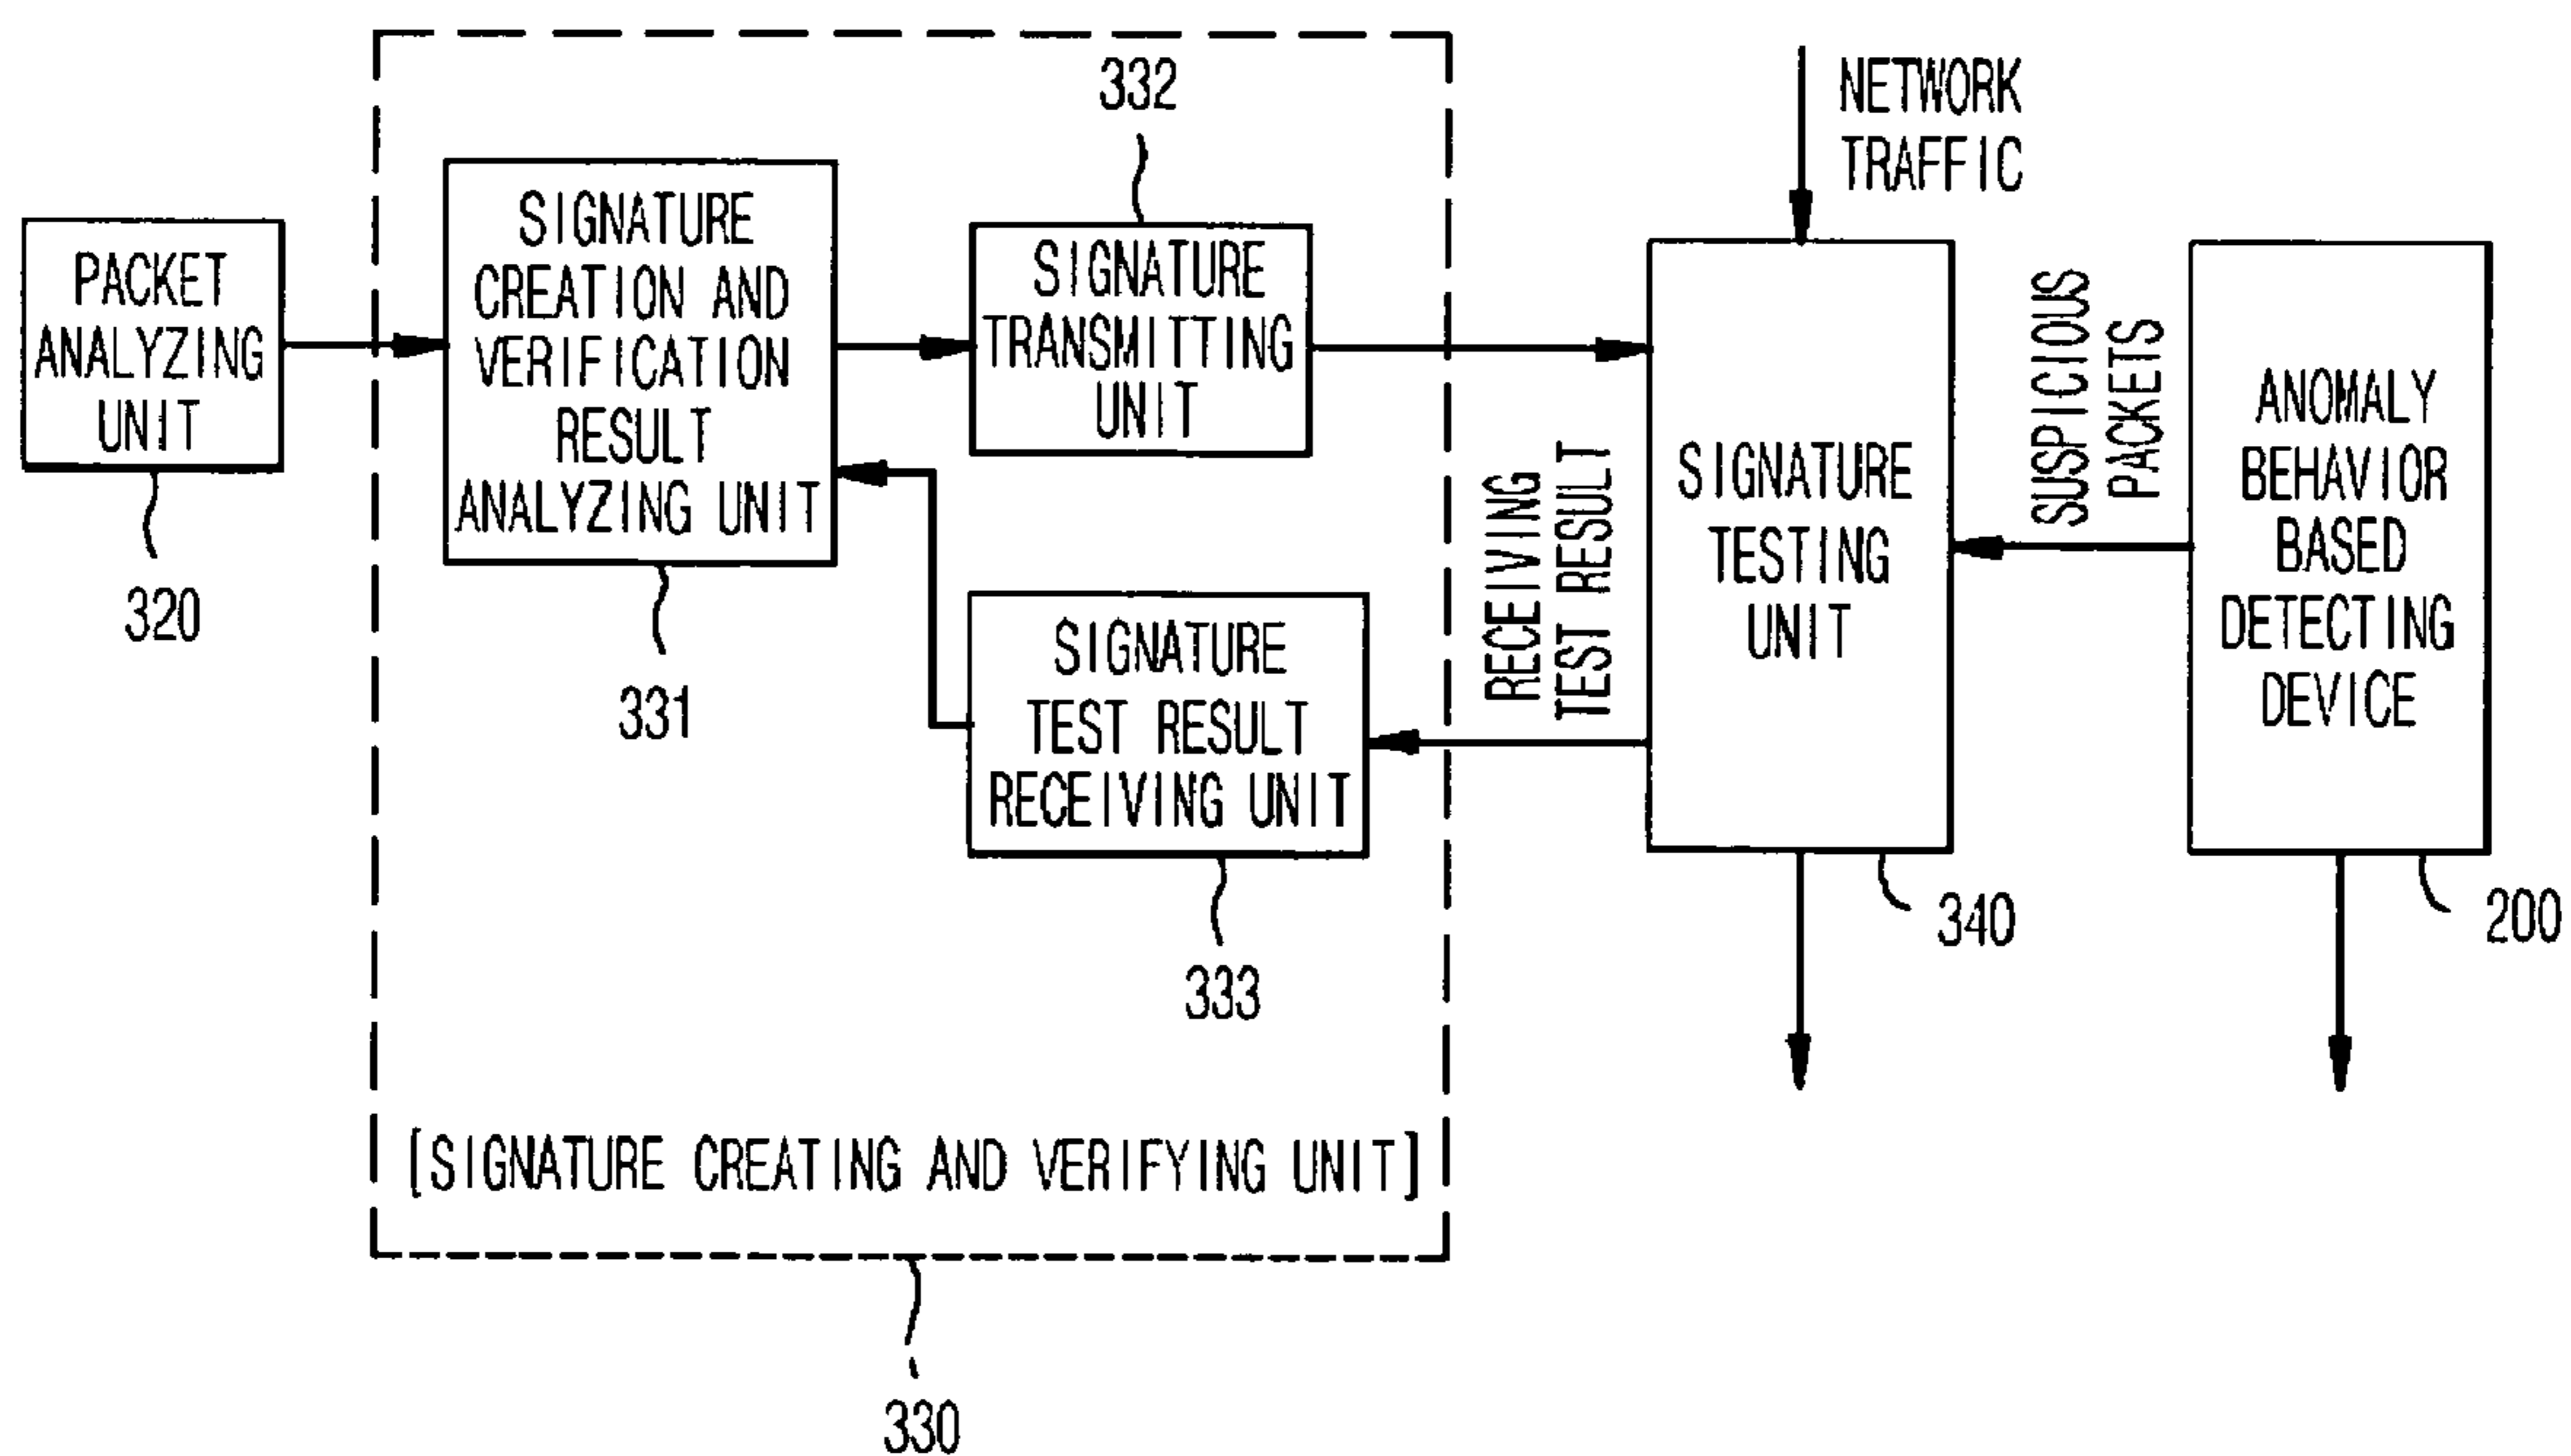 PACKET
ANALYZING
UNIT
320
SIGNATURE
CREATION AND
VERIFICATION
RESULT
ANALYZING UNIT
331
332
SIGNATURE
TRANSMITTING
UNIT
SIGNATURE
TEST RESULT
RECEIVING UNIT
333
[SIGNATURE CREATING AND VERIFYING UNIT]
330
RECEIVING
TEST RESULT
NETWORK
TRAFFIC
SIGNATURE
TESTING
UNIT
340
SUSPICIOUS
PACKETS
ANOMALY
BEHAVIOR
BASED
DETECTING
DEVICE
200